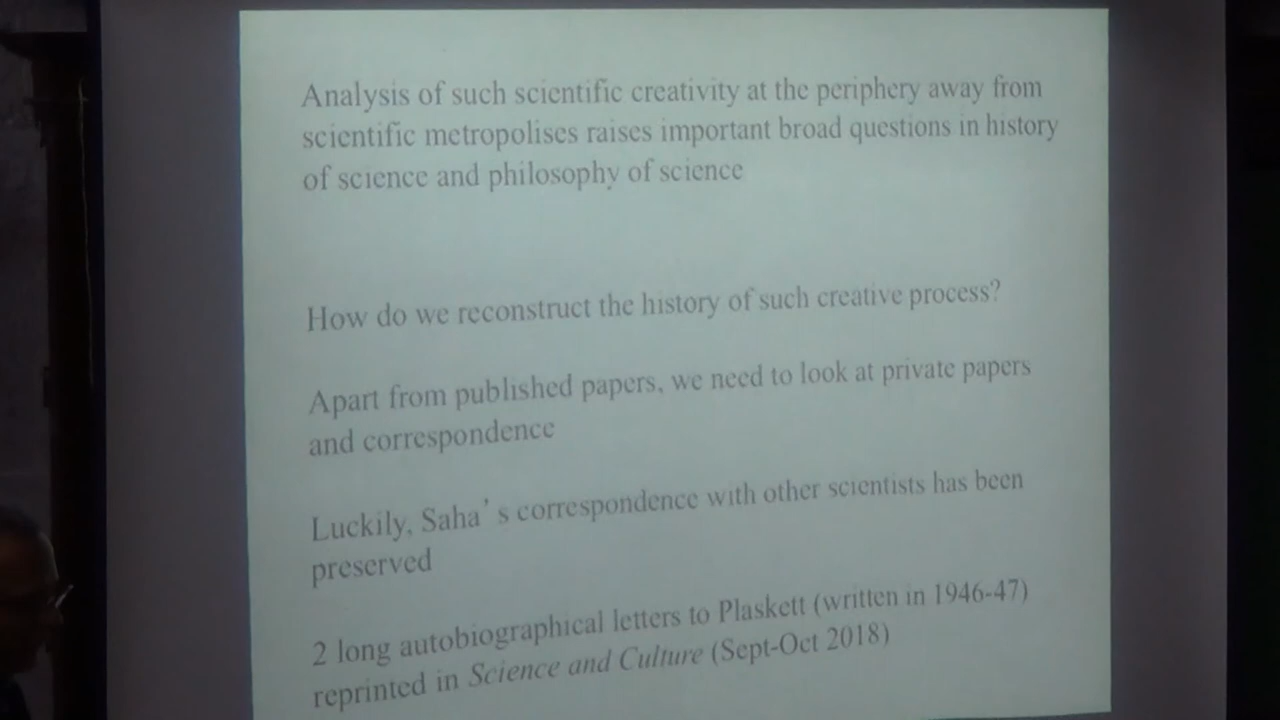 Analysis of such scientific creativity at the periphery away from
scientific metropolises raises important broad questions in history
of science and philosophy of science
How do we reconstruct the history of such creative process?
Apart from published papers, we need to look at private papers
and correspondence
Luckily, Saha’s correspondence with other scientists has been
preserved
2 long autobiographical letters to Plaskett (written in 1946-47)
reprinted in Science and Culture (Sept-Oct 2018)